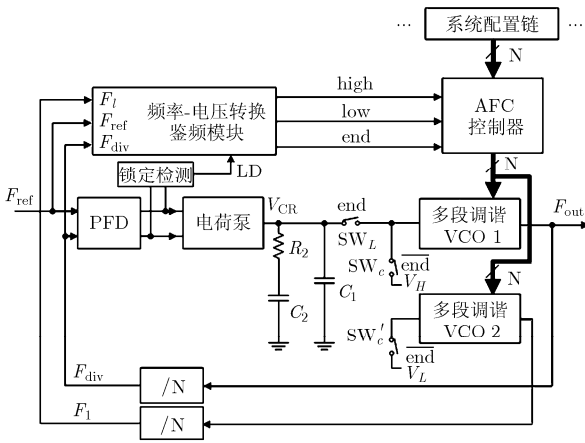 … 系统配置链 …
N
F_l
F_ref
F_div
频率-电压转换
鉴频模块
high
low
end
AFC
控制器
锁定检测
LD
N
F_ref
PFD
电荷泵
V_CR
R_2
C_2
C_1
end
SW_L
SW_c
\overline{end}
V_H
多段调谐
VCO 1
F_out
N
多段调谐
VCO 2
SW_c′
\overline{end}
V_L
F_div
/N
F_1
/N